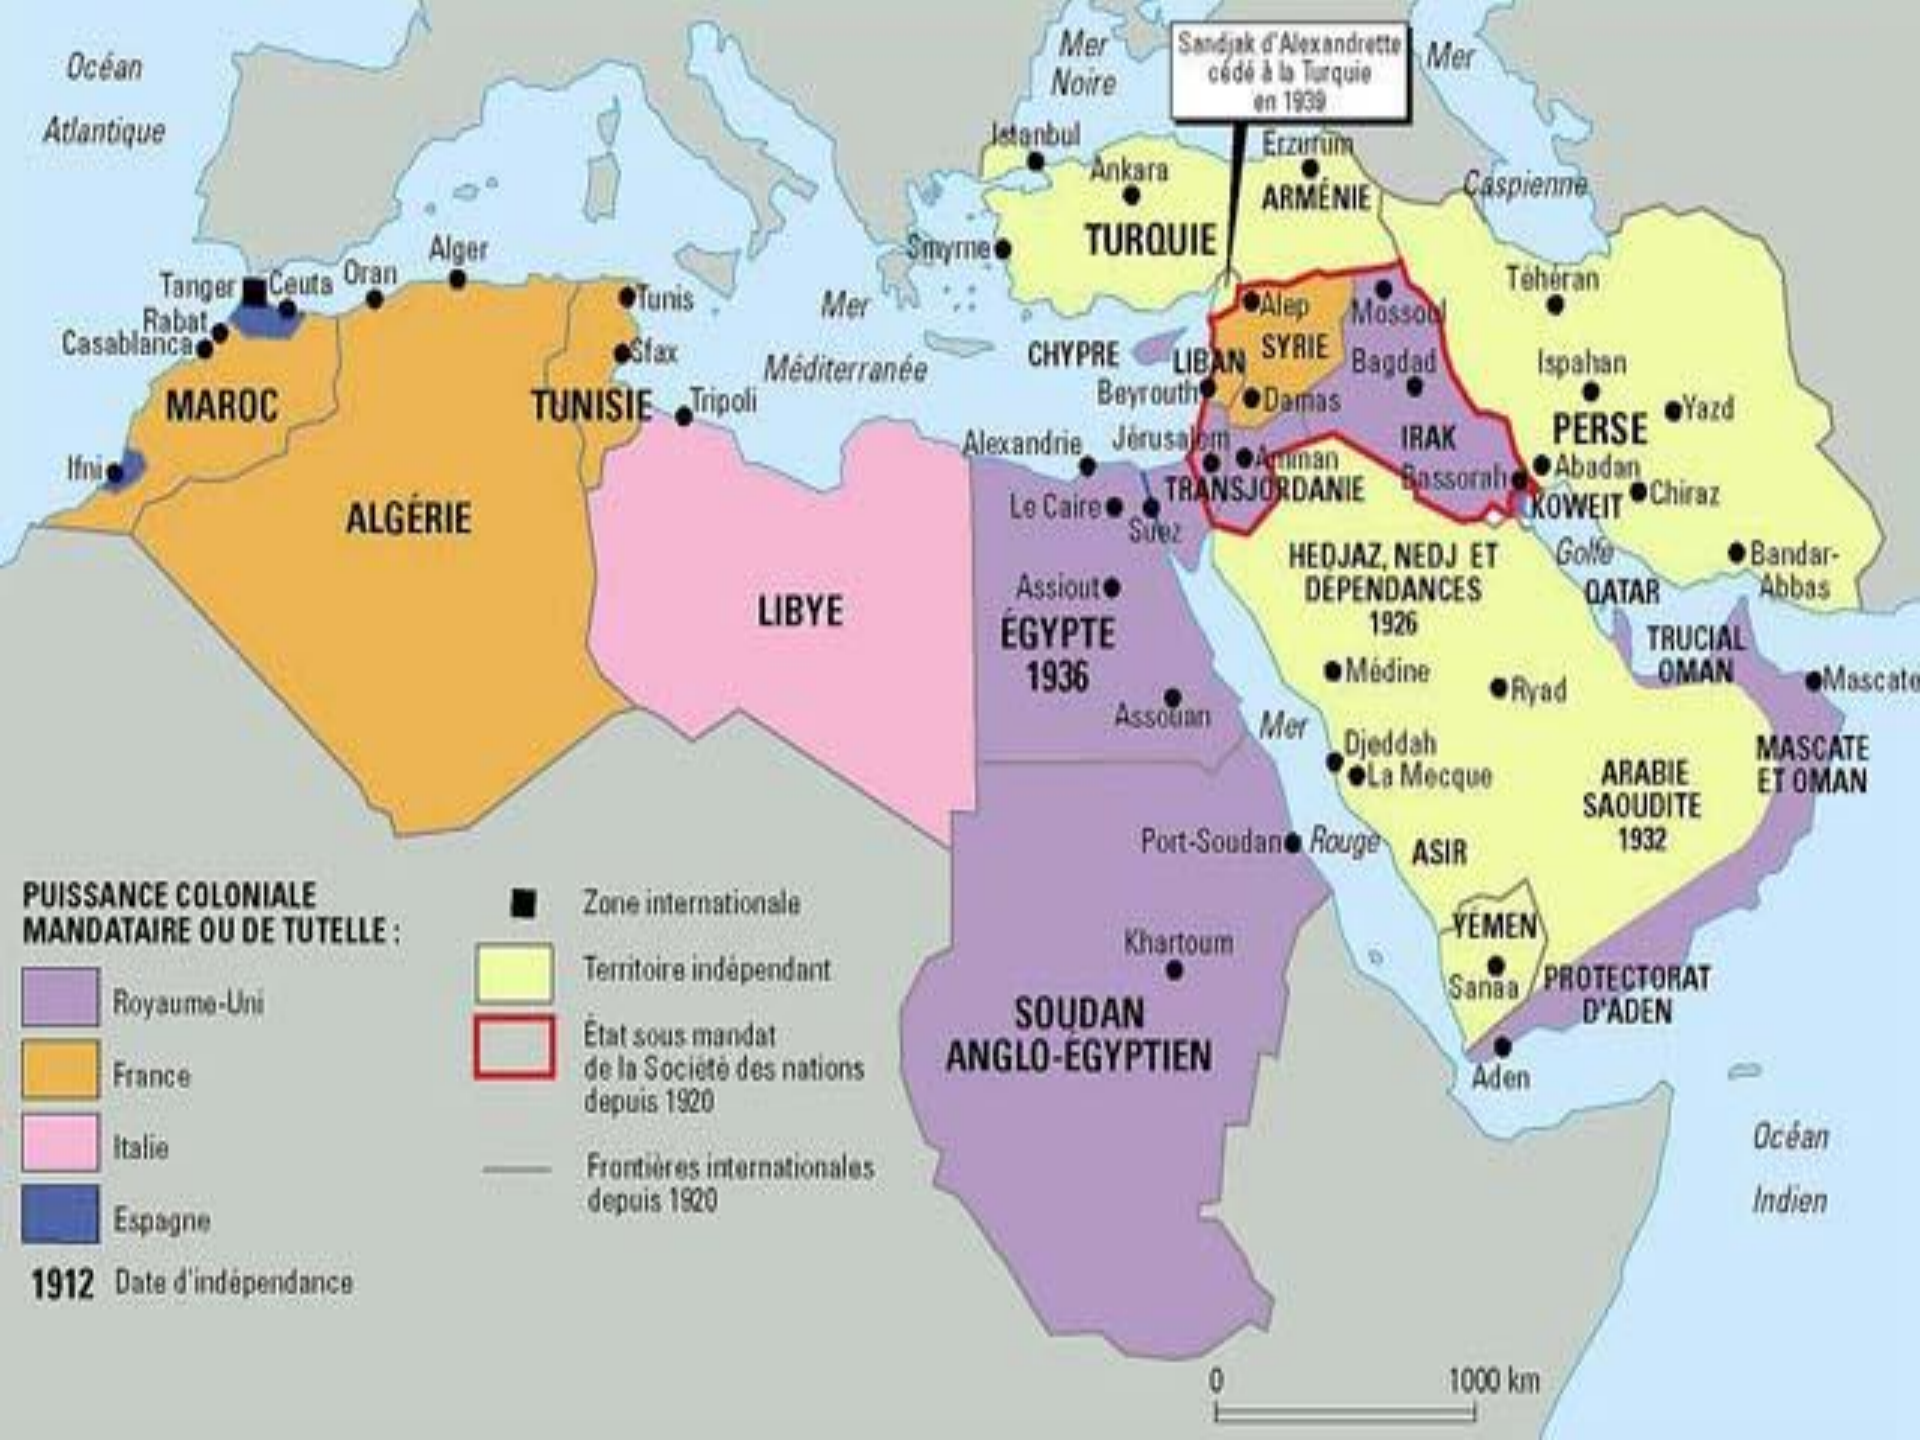 Océan
Atlantique
Mer
Noire
Sandjak d'Alexandrette
cédé à la Turquie
en 1939
Mer
Caspienne
Istanbul
Ankara
Erzurum
ARMÉNIE
TURQUIE
Smyrne
Téhéran
Alger
Tanger
Ceuta
Oran
Rabat
Casablanca
Tunis
Sfax
Mer
Méditerranée
CHYPRE
LIBAN
Alep
SYRIE
Mossoul
Bagdad
Ispahan
Yazd
PERSE
MAROC
TUNISIE
Tripoli
Beyrouth
Damas
IRAK
Ifni
Alexandrie
Jérusalem
Amman
Bassorah
Abadan
Chiraz
ALGÉRIE
Le Caire
Suez
TRANSJORDANIE
KOWEIT
Golfe
Bandar-
Abbas
HEDJAZ, NEDJ ET
DÉPENDANCES
1926
QATAR
LIBYE
Assiout
ÉGYPTE
1936
Assouan
Médine
Ryad
TRUCIAL
OMAN
Mascate
Mer
Rouge
Djeddah
La Mecque
ARABIE
SAOUDITE
1932
MASCATE
ET OMAN
Port-Soudan
ASIR
YÉMEN
Sanaa
PROTECTORAT
D'ADEN
Aden
Khartoum
SOUDAN
ANGLO-ÉGYPTIEN
Océan
Indien
PUISSANCE COLONIALE
MANDATAIRE OU DE TUTELLE :
Royaume-Uni
France
Italie
Espagne
1912 Date d'indépendance
Zone internationale
Territoire indépendant
État sous mandat
de la Société des nations
depuis 1920
Frontières internationales
depuis 1920
0 1000 km